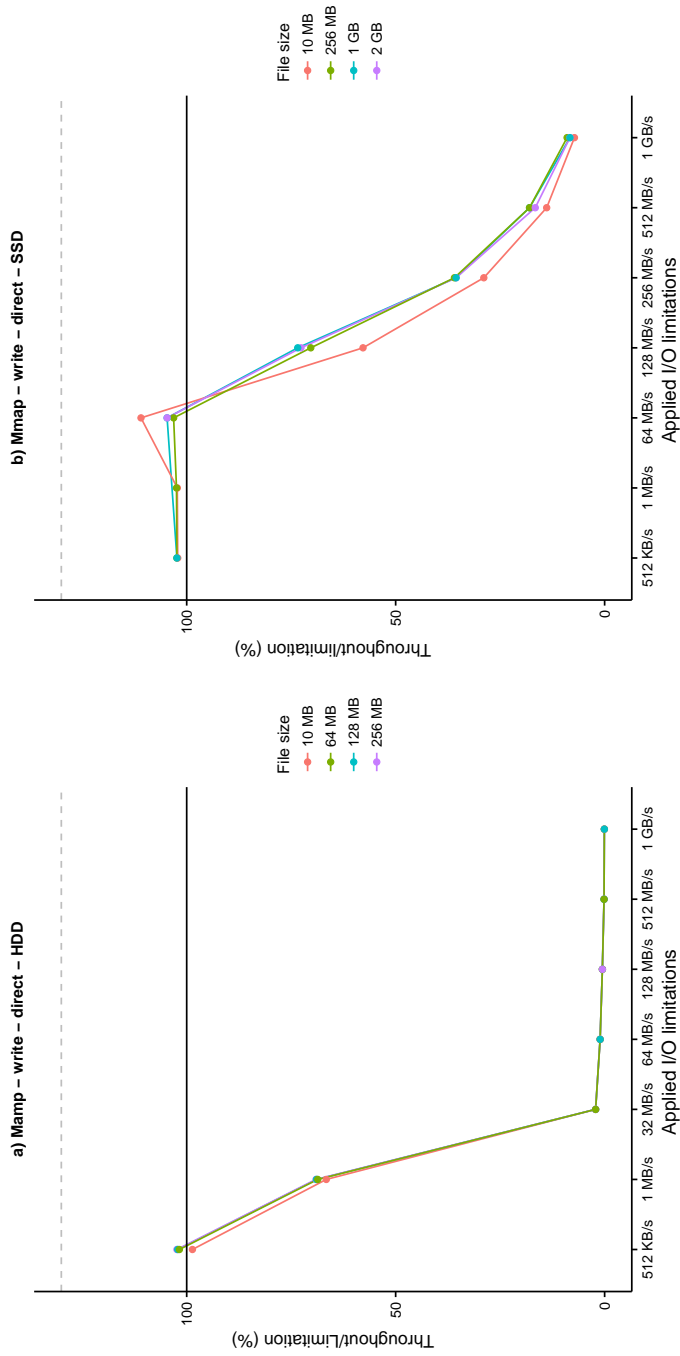 a) Mamp – write – direct – HDD
Throughout/Limitation (%)
100
50
0
512 KB/s
1 MB/s
32 MB/s
64 MB/s
128 MB/s
512 MB/s
1 GB/s
Applied I/O limitations
File size
10 MB
64 MB
128 MB
256 MB
b) Mmap – write – direct – SSD
Throughout/limitation (%)
100
50
0
512 KB/s
1 MB/s
64 MB/s
128 MB/s
256 MB/s
512 MB/s
1 GB/s
Applied I/O limitations
File size
10 MB
256 MB
1 GB
2 GB